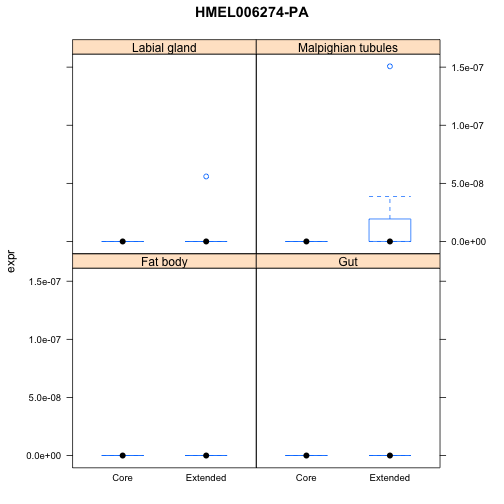 HMEL006274-PA
Labial gland Malpighian tubules
1.5e-07
1.0e-07
5.0e-08
0.0e+00
expr
Fat body Gut
1.5e-07
1.0e-07
5.0e-08
0.0e+00
Core Extended Core Extended